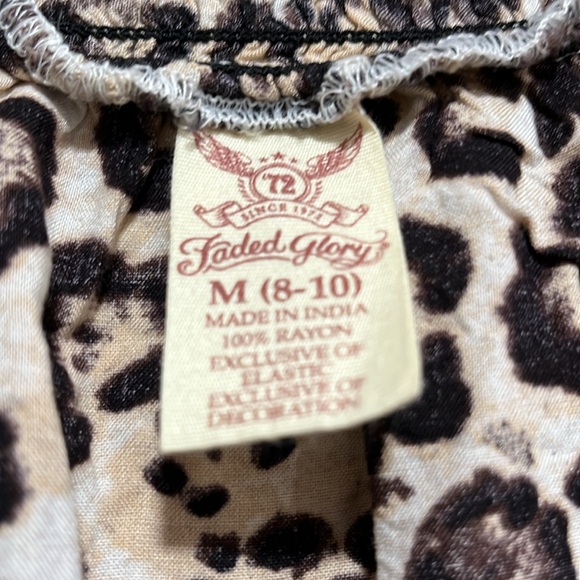 '72
SINCE 1972
Faded Glory®
M (8-10)
MADE IN INDIA
100% RAYON
EXCLUSIVE OF
ELASTIC
EXCLUSIVE OF
DECORATION